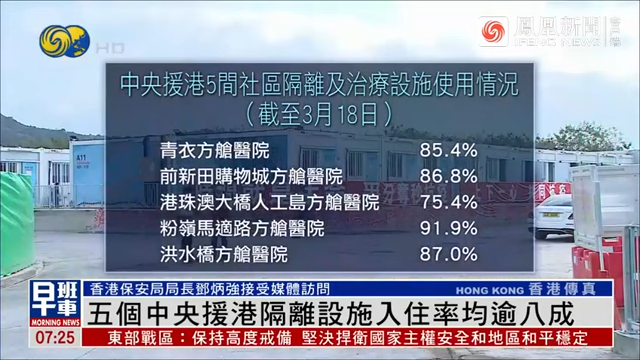 HD
鳳凰新聞
IFENG.COM
中央援港5間社區隔離及治療設施使用情況
(截至3月18日)
A11
青衣方艙醫院 85.4%
前新田購物城方艙醫院 86.8%
港珠澳大橋人工島方艙醫院 75.4%
粉嶺馬適路方艙醫院 91.9%
洪水橋方艙醫院 87.0%
早班車
MORNING NEWS
07:25
香港保安局局長鄧炳強接受媒體訪問
HONG KONG 香港傳真
五個中央援港隔離設施入住率均逾八成
東部戰區：保持高度戒備 堅決捍衛國家主權安全和地區和平穩定